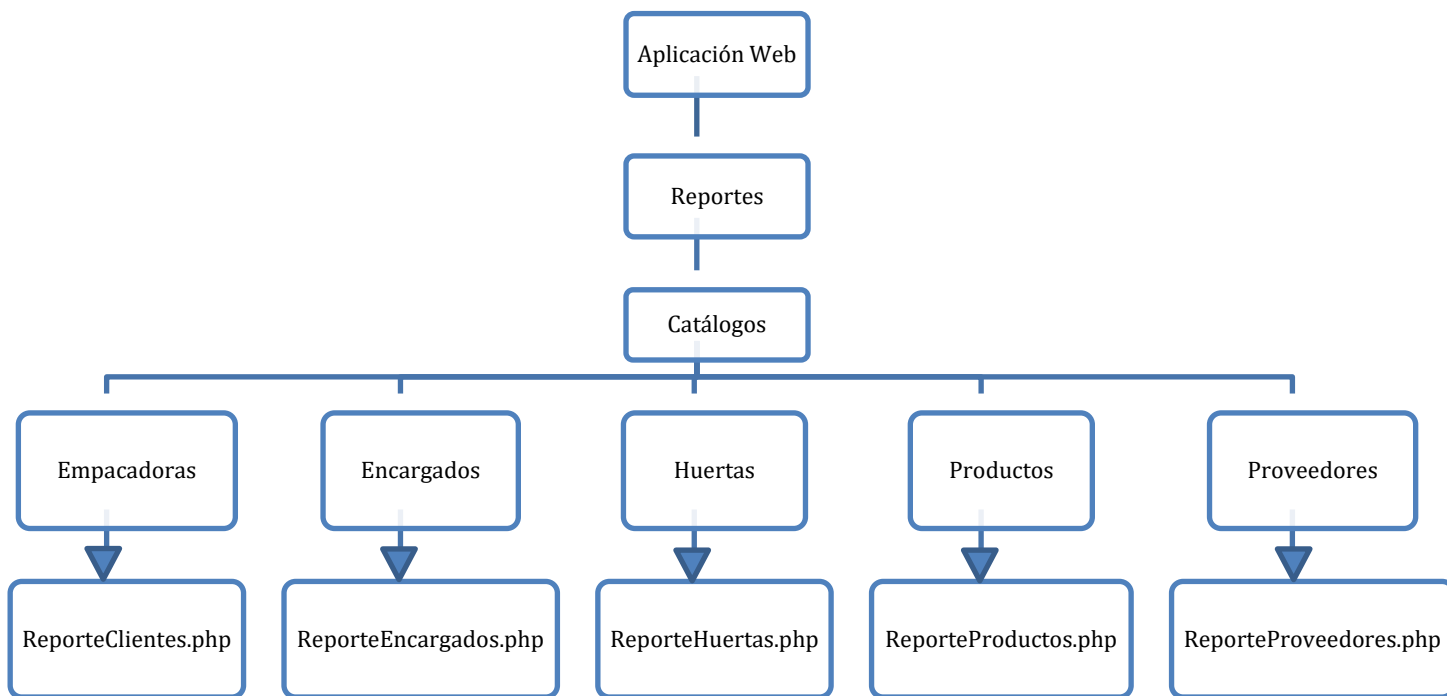 Aplicación Web
Reportes
Catálogos
Empacadoras
Encargados
Huertas
Productos
Proveedores
ReporteClientes.php
ReporteEncargados.php
ReporteHuertas.php
ReporteProductos.php
ReporteProveedores.php